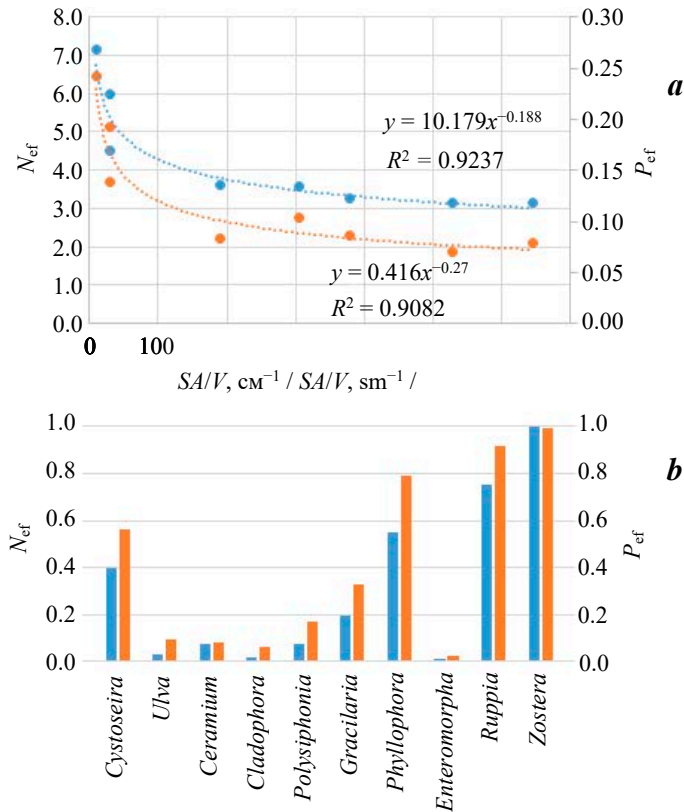 8.0 0.30
7.0 0.25
6.0
5.0 0.20
4.0 0.15
3.0 0.10
2.0
1.0 0.05
0.0 0.00
N_ef
P_ef
a
y = 10.179x^−0.188
R² = 0.9237
y = 0.416x^−0.27
R² = 0.9082
0 100
SA/V, см⁻¹ / SA/V, sm⁻¹ /
1.0 1.0
0.8 0.8
0.6 0.6
0.4 0.4
0.2 0.2
0.0 0.0
N_ef
P_ef
b
Cystoseira
Ulva
Ceramium
Cladophora
Polysiphonia
Gracilaria
Phyllophora
Enteromorpha
Ruppia
Zostera